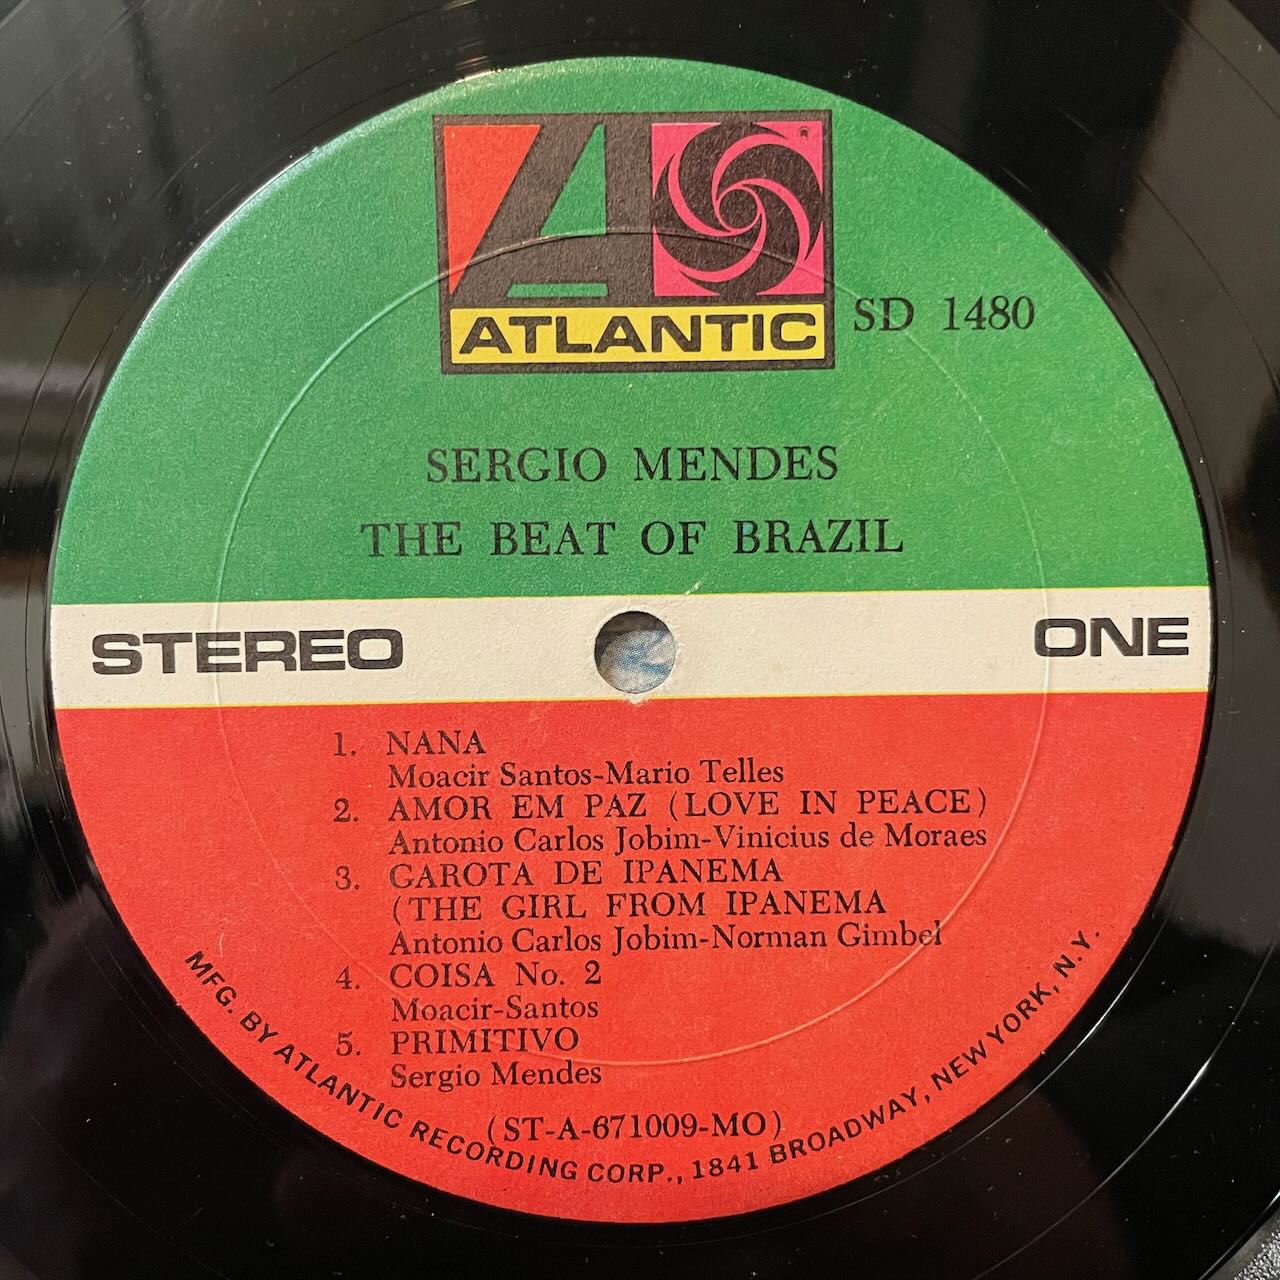 ATLANTIC
SD 1480
SERGIO MENDES
THE BEAT OF BRAZIL
STEREO
ONE
1. NANA
Moacir Santos-Mario Telles
2. AMOR EM PAZ (LOVE IN PEACE)
Antonio Carlos Jobim-Vinicius de Moraes
3. GAROTA DE IPANEMA
(THE GIRL FROM IPANEMA
Antonio Carlos Jobim-Norman Gimbel
4. COISA No. 2
Moacir-Santos
5. PRIMITIVO
Sergio Mendes
(ST-A-671009-MO)
MFG. BY ATLANTIC RECORDING CORP., 1841 BROADWAY, NEW YORK, N.Y.